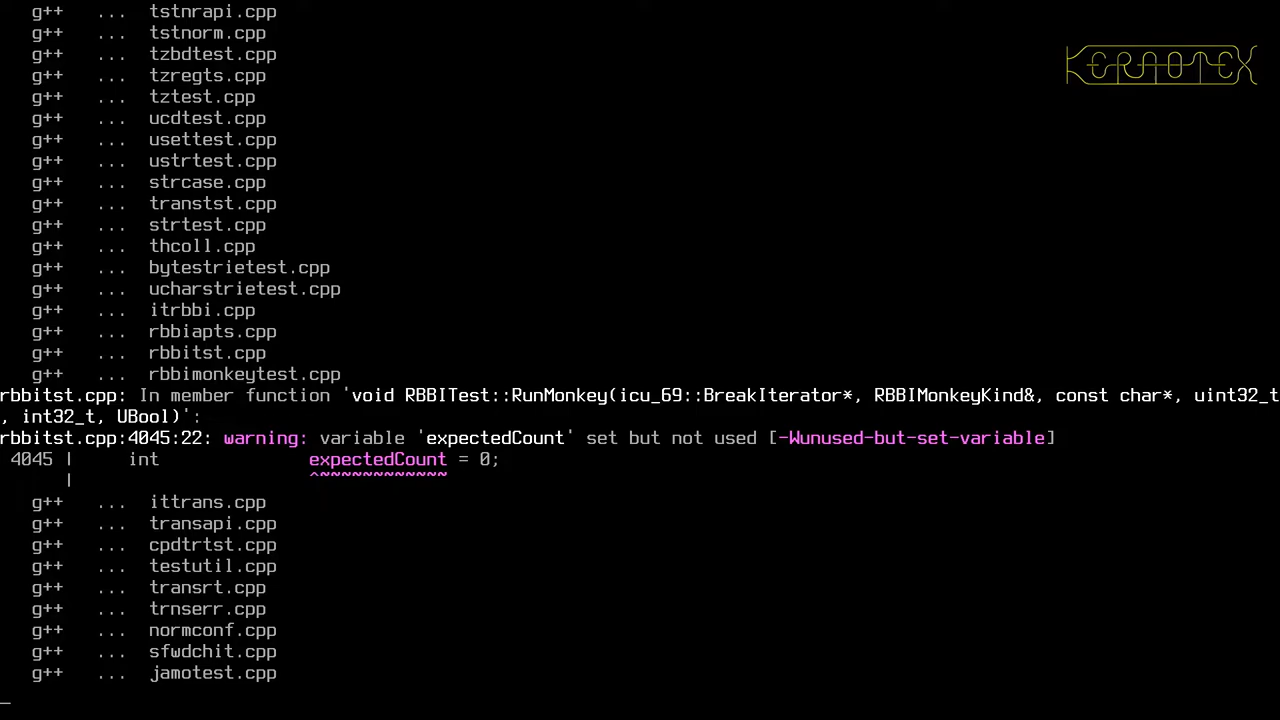 g++ ... tstnrapi.cpp
g++ ... tstnorm.cpp
g++ ... tzbdtest.cpp
g++ ... tzregts.cpp
g++ ... tztest.cpp
g++ ... ucdtest.cpp
g++ ... usettest.cpp
g++ ... ustrtest.cpp
g++ ... strcase.cpp
g++ ... transtst.cpp
g++ ... strtest.cpp
g++ ... thcoll.cpp
g++ ... bytestrietest.cpp
g++ ... ucharstrietest.cpp
g++ ... itrbbi.cpp
g++ ... rbbiapts.cpp
g++ ... rbbitst.cpp
g++ ... rbbimonkeytest.cpp
rbbitst.cpp: In member function 'void RBBITest::RunMonkey(icu_69::BreakIterator*, RBBIMonkeyKind&, const char*, uint32_t
, int32_t, UBool)':
rbbitst.cpp:4045:22: warning: variable 'expectedCount' set but not used [-Wunused-but-set-variable]
4045 | int expectedCount = 0;
| ^~~~~~~~~~~~~
g++ ... ittrans.cpp
g++ ... transapi.cpp
g++ ... cpdtrtst.cpp
g++ ... testutil.cpp
g++ ... transrt.cpp
g++ ... trnserr.cpp
g++ ... normconf.cpp
g++ ... sfwdchit.cpp
g++ ... jamotest.cpp
KERNOTEX